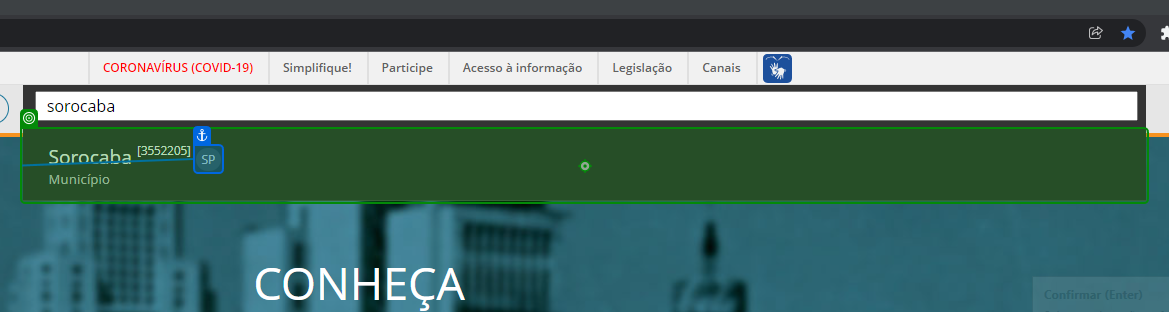 CORONAVÍRUS (COVID-19) Simplifique! Participe Acesso à informação Legislação Canais
sorocaba
Sorocaba [3552205] SP
Município
CONHEÇA
Confirmar (Enter)